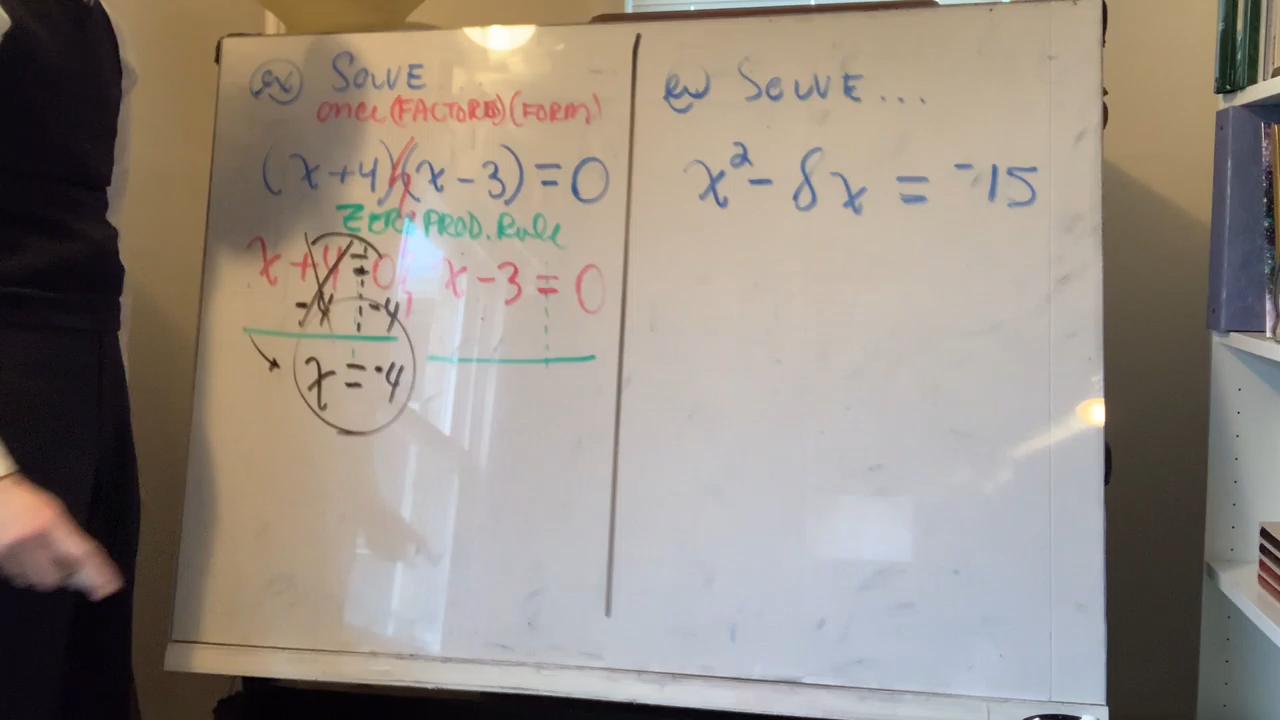 ex SOLVE
once (FACTORED) (FORM)
(x+4)(x-3)=0
ZERO PROD. Rule
x+4=0, x-3=0
-4 -4
x=-4
ex SOLVE...
x²-8x=-15